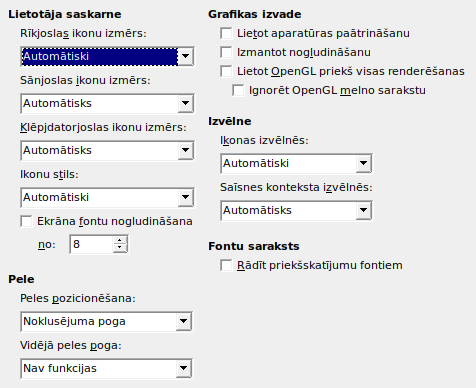 Lietotāja saskarne
Rīkjoslas ikonu izmērs:
Automātiski
Sānjoslas ikonu izmērs:
Automātisks
Klēpjdatorjoslas ikonu izmērs:
Automātisks
Ikonu stils:
Automātiski
Ekrāna fontu nogludināšana
no: 8
Pele
Peles pozicionēšana:
Noklusējuma poga
Vidējā peles poga:
Nav funkcijas
Grafikas izvade
Lietot aparatūras paātrināšanu
Izmantot nogludināšanu
Lietot OpenGL priekš visas renderēšanas
Ignorēt OpenGL melno sarakstu
Izvēlne
Ikonas izvēlnēs:
Automātiski
Saīsnes konteksta izvēlnēs:
Automātisks
Fontu saraksts
Rādīt priekšskatījumu fontiem